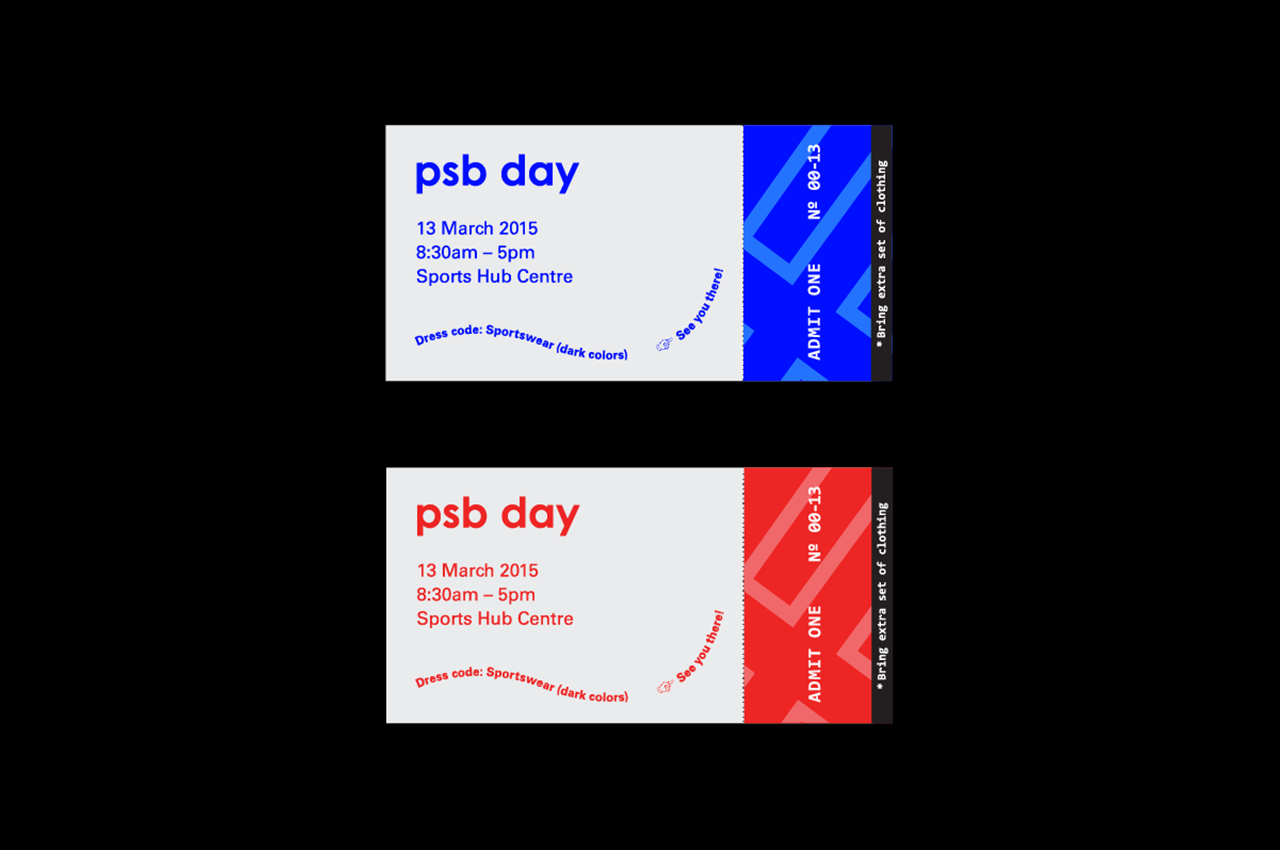 psb day
13 March 2015
8:30am – 5pm
Sports Hub Centre
Dress code: Sportswear (dark colors)
☞ See you there!
ADMIT ONE Nº 00-13
* Bring extra set of clothing
psb day
13 March 2015
8:30am – 5pm
Sports Hub Centre
Dress code: Sportswear (dark colors)
☞ See you there!
ADMIT ONE Nº 00-13
* Bring extra set of clothing